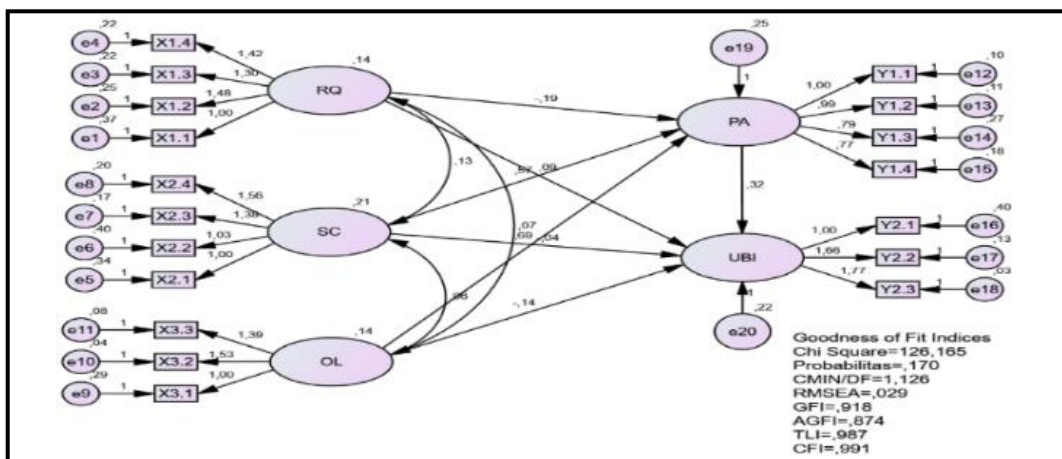 ,22
e4 1 X1.4
1,42
,22
e3 1 X1.3
1,30
,25
e2 1 X1.2
1,48
,37
e1 1 X1.1
1,00
,14
RQ
,20
e8 1 X2.4
1,56
,17
e7 1 X2.3
1,38
,40
e6 1 X2.2
1,03
,34
e5 1 X2.1
1,00
,21
SC
,08
e11 1 X3.3
1,39
,04
e10 1 X3.2
1,53
,29
e9 1 X3.1
1,00
,14
OL
-,19
,13
,09
,07
,04
-,14
,32
,25
e19
1
PA
1,00
Y1.1 1 e12
,10
,99
Y1.2 1 e13
,11
,79
Y1.3 1 e14
,27
,77
Y1.4 1 e15
,18
UBI
1,00
Y2.1 1 e16
,40
1,66
Y2.2 1 e17
,13
1,77
Y2.3 1 e18
,03
1
,22
e20
Goodness of Fit Indices
Chi Square=126,165
Probabilitas=,170
CMIN/DF=1,126
RMSEA=,029
GFI=,918
AGFI=,874
TLI=,987
CFI=,991